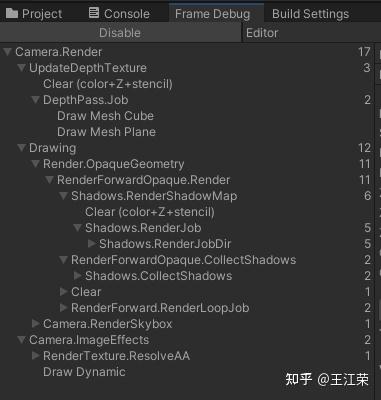 Project Console Frame Debug Build Settings
Disable Editor
Camera.Render 17
UpdateDepthTexture 3
Clear (color+Z+stencil)
DepthPass.Job 2
Draw Mesh Cube
Draw Mesh Plane
Drawing 12
Render.OpaqueGeometry 11
RenderForwardOpaque.Render 11
Shadows.RenderShadowMap 6
Clear (color+Z+stencil)
Shadows.RenderJob 5
Shadows.RenderJobDir 5
RenderForwardOpaque.CollectShadows 2
Shadows.CollectShadows 2
Clear 1
RenderForward.RenderLoopJob 2
Camera.RenderSkybox 1
Camera.ImageEffects 2
RenderTexture.ResolveAA 1
Draw Dynamic
知乎 @王江荣